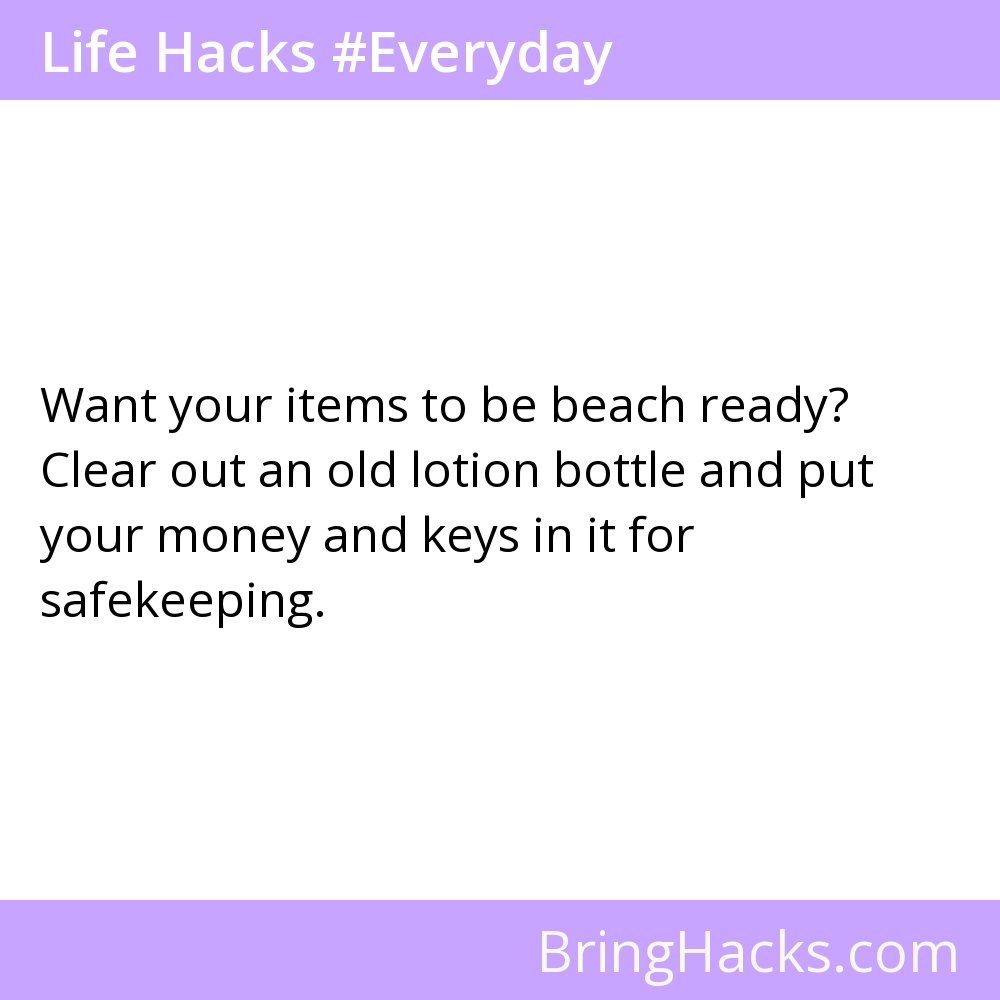 Life Hacks #Everyday
Want your items to be beach ready?
Clear out an old lotion bottle and put
your money and keys in it for
safekeeping.
BringHacks.com